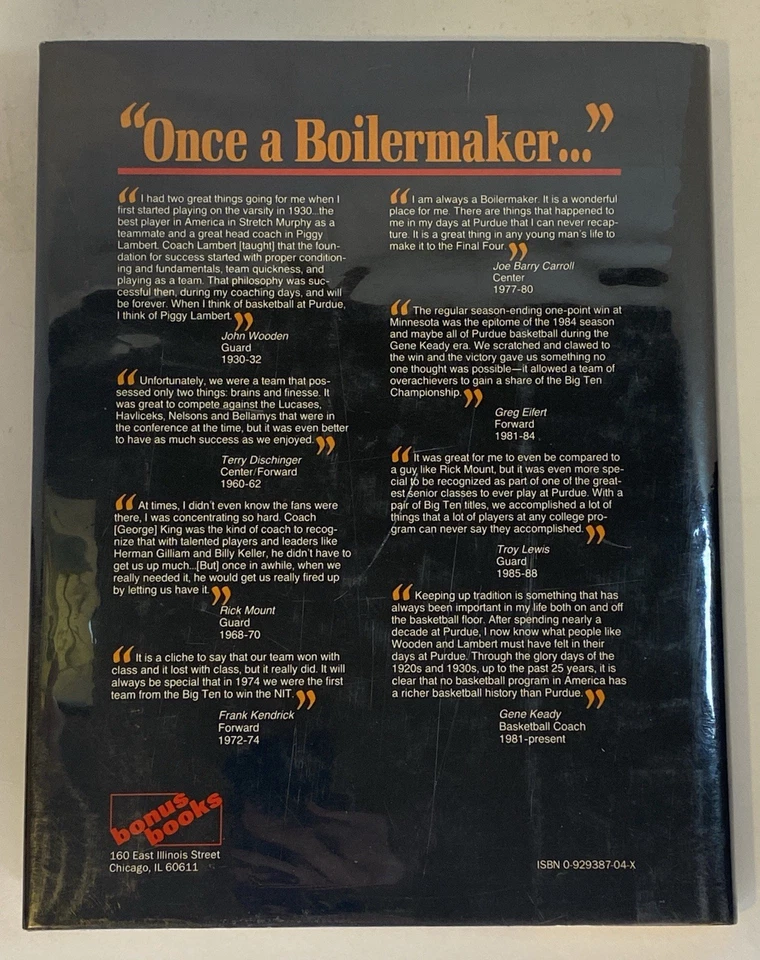 “Once a Boilermaker...”
“ I had two great things going for me when I
first started playing on the varsity in 1930...the
best player in America in Stretch Murphy as a
teammate and a great head coach in Piggy
Lambert. Coach Lambert [taught] that the foun-
dation for success started with proper condition-
ing and fundamentals, team quickness, and
playing as a team. That philosophy was suc-
cessful then, during my coaching days, and will
be forever. When I think of basketball at Purdue,
I think of Piggy Lambert. ”
John Wooden
Guard
1930-32
“ Unfortunately, we were a team that pos-
sessed only two things: brains and finesse. It
was great to compete against the Lucases,
Havliceks, Nelsons and Bellamys that were in
the conference at the time, but it was even better
to have as much success as we enjoyed. ”
Terry Dischinger
Center/Forward
1960-62
“ At times, I didn't even know the fans were
there, I was concentrating so hard. Coach
[George] King was the kind of coach to recog-
nize that with talented players and leaders like
Herman Gilliam and Billy Keller, he didn't have to
get us up much...[But] once in awhile, when we
really needed it, he would get us really fired up
by letting us have it. ”
Rick Mount
Guard
1968-70
“ It is a cliche to say that our team won with
class and it lost with class, but it really did. It will
always be special that in 1974 we were the first
team from the Big Ten to win the NIT. ”
Frank Kendrick
Forward
1972-74
“ I am always a Boilermaker. It is a wonderful
place for me. There are things that happened to
me in my days at Purdue that I can never recap-
ture. It is a great thing in any young man's life to
make it to the Final Four. ”
Joe Barry Carroll
Center
1977-80
“ The regular season-ending one-point win at
Minnesota was the epitome of the 1984 season
and maybe all of Purdue basketball during the
Gene Keady era. We scratched and clawed to
the win and the victory gave us something no
one thought was possible—it allowed a team of
overachievers to gain a share of the Big Ten
Championship. ”
Greg Eifert
Forward
1981-84
“ It was great for me to even be compared to
a guy like Rick Mount, but it was even more spe-
cial to be recognized as part of one of the great-
est senior classes to ever play at Purdue. With a
pair of Big Ten titles, we accomplished a lot of
things that a lot of players at any college pro-
gram can never say they accomplished. ”
Troy Lewis
Guard
1985-88
“ Keeping up tradition is something that has
always been important in my life both on and off
the basketball floor. After spending nearly a
decade at Purdue, I now know what people like
Wooden and Lambert must have felt in their
days at Purdue. Through the glory days of the
1920s and 1930s, up to the past 25 years, it is
clear that no basketball program in America has
a richer basketball history than Purdue. ”
Gene Keady
Basketball Coach
1981-present
bonus
books
160 East Illinois Street
Chicago, IL 60611
ISBN 0-929387-04-X